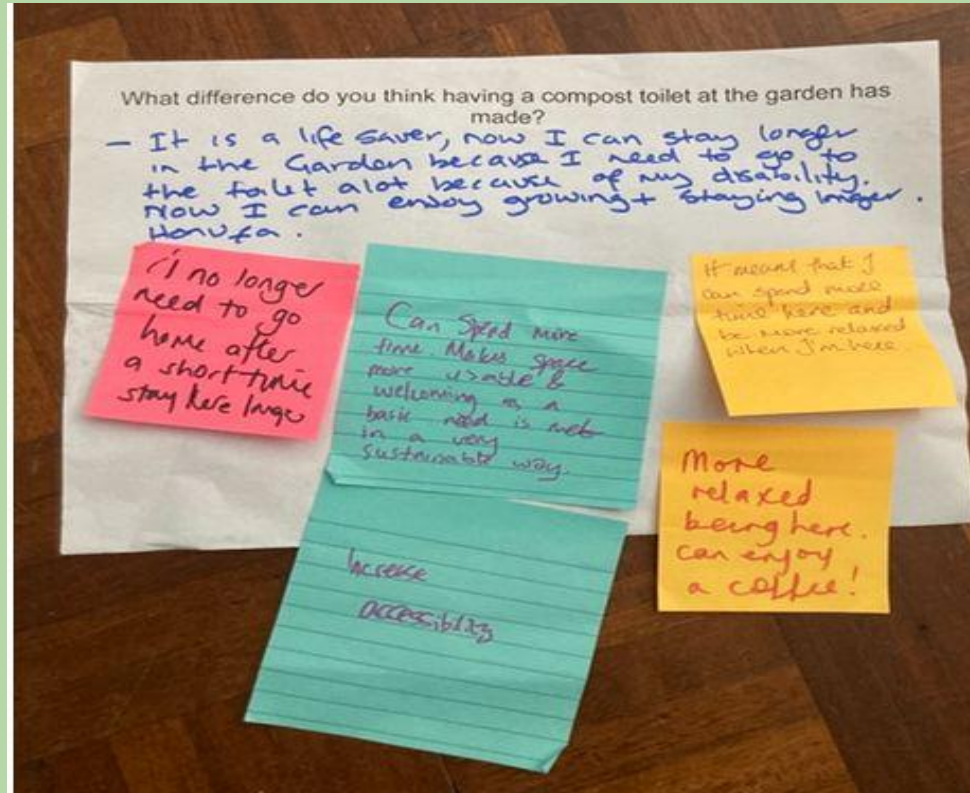 What difference do you think having a compost toilet at the garden has
made?
- It is a life saver, now I can stay longer
in the Garden because I need to go to
the toilet alot because of my disability.
Now I can enjoy growing + staying longer.
Hanufa.
I no longer
need to go
home after
a short time
stay here longe
Can Spend more
time. Makes space
more usable &
welcoming as a
basic need is met
in a very
sustainable way.
It meant that I
can spend more
time here and
be more relaxed
when I'm here
More
relaxed
being here.
can enjoy
a coffee!
Increase
accessiblity